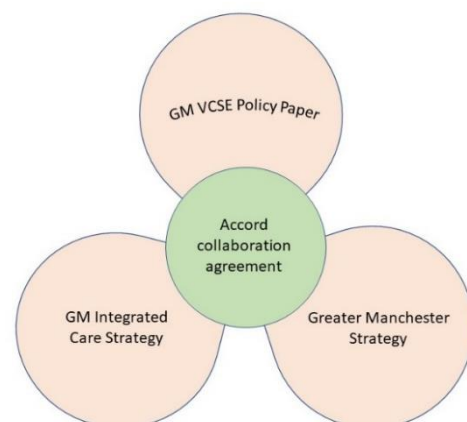 GM VCSE Policy Paper
Accord
collaboration
agreement
GM Integrated
Care Strategy
Greater Manchester
Strategy